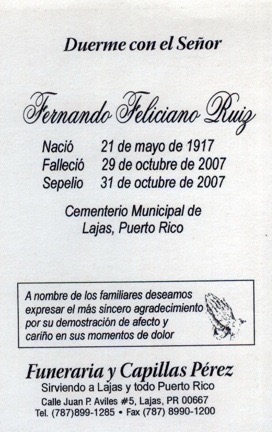 Duerme con el Señor
Fernando Feliciano Ruiz
Nació 21 de mayo de 1917
Falleció 29 de octubre de 2007
Sepelio 31 de octubre de 2007
Cementerio Municipal de
Lajas, Puerto Rico
A nombre de los familiares deseamos
expresar el más sincero agradecimiento
por su demostración de afecto y
cariño en sus momentos de dolor
Funeraria y Capillas Pérez
Sirviendo a Lajas y todo Puerto Rico
Calle Juan P. Aviles #5, Lajas, PR 00667
Tel. (787)899-1285 • Fax (787) 8990-1200